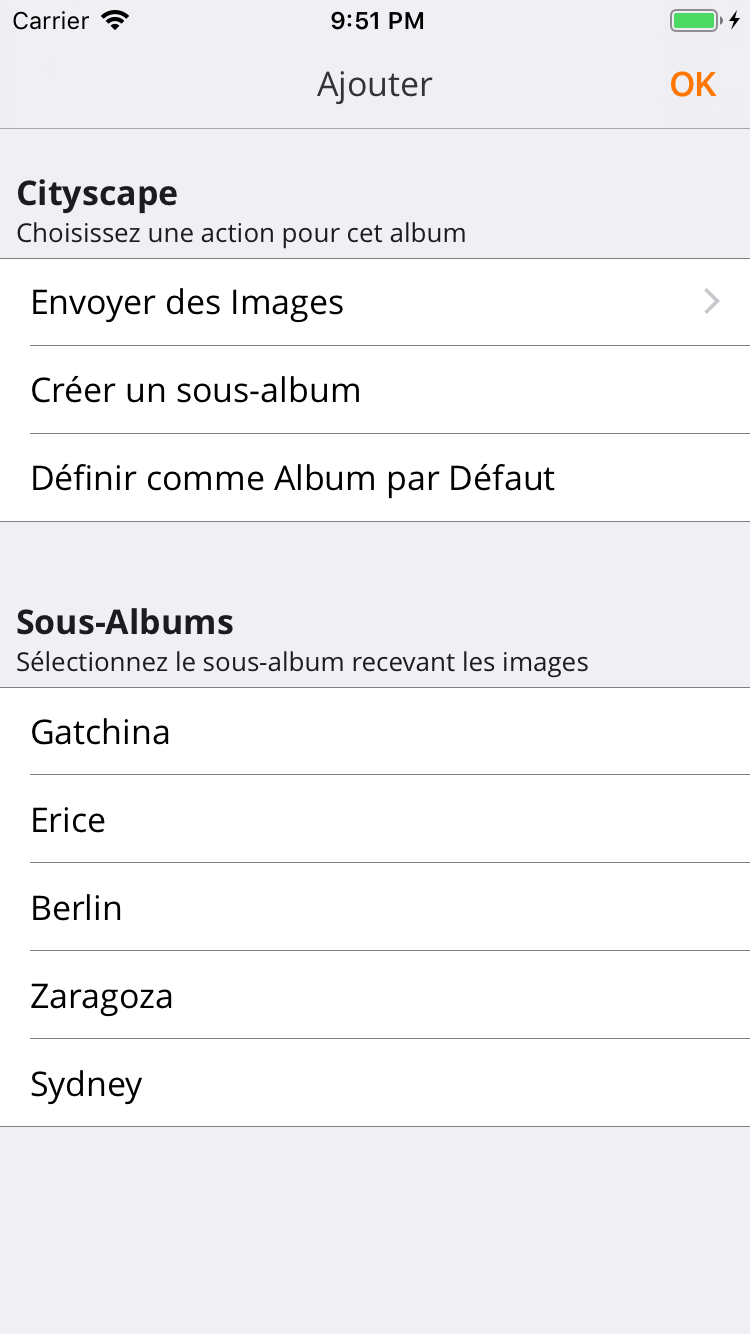 Carrier 9:51 PM
Ajouter OK
Cityscape
Choisissez une action pour cet album
Envoyer des Images
Créer un sous-album
Définir comme Album par Défaut
Sous-Albums
Sélectionnez le sous-album recevant les images
Gatchina
Erice
Berlin
Zaragoza
Sydney